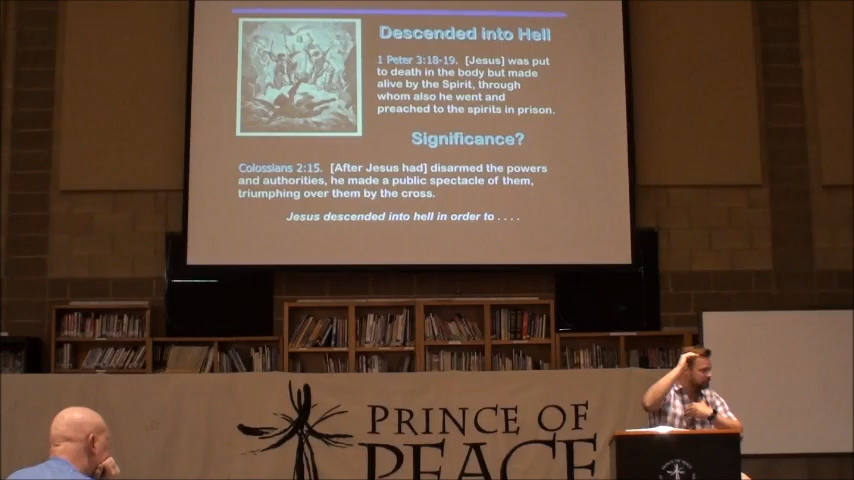 Descended into Hell
1 Peter 3:18-19. [Jesus] was put
to death in the body but made
alive by the Spirit, through
whom also he went and
preached to the spirits in prison.
Significance?
Colossians 2:15. [After Jesus had] disarmed the powers
and authorities, he made a public spectacle of them,
triumphing over them by the cross.
Jesus descended into hell in order to . . . .
PRINCE OF
PEACE